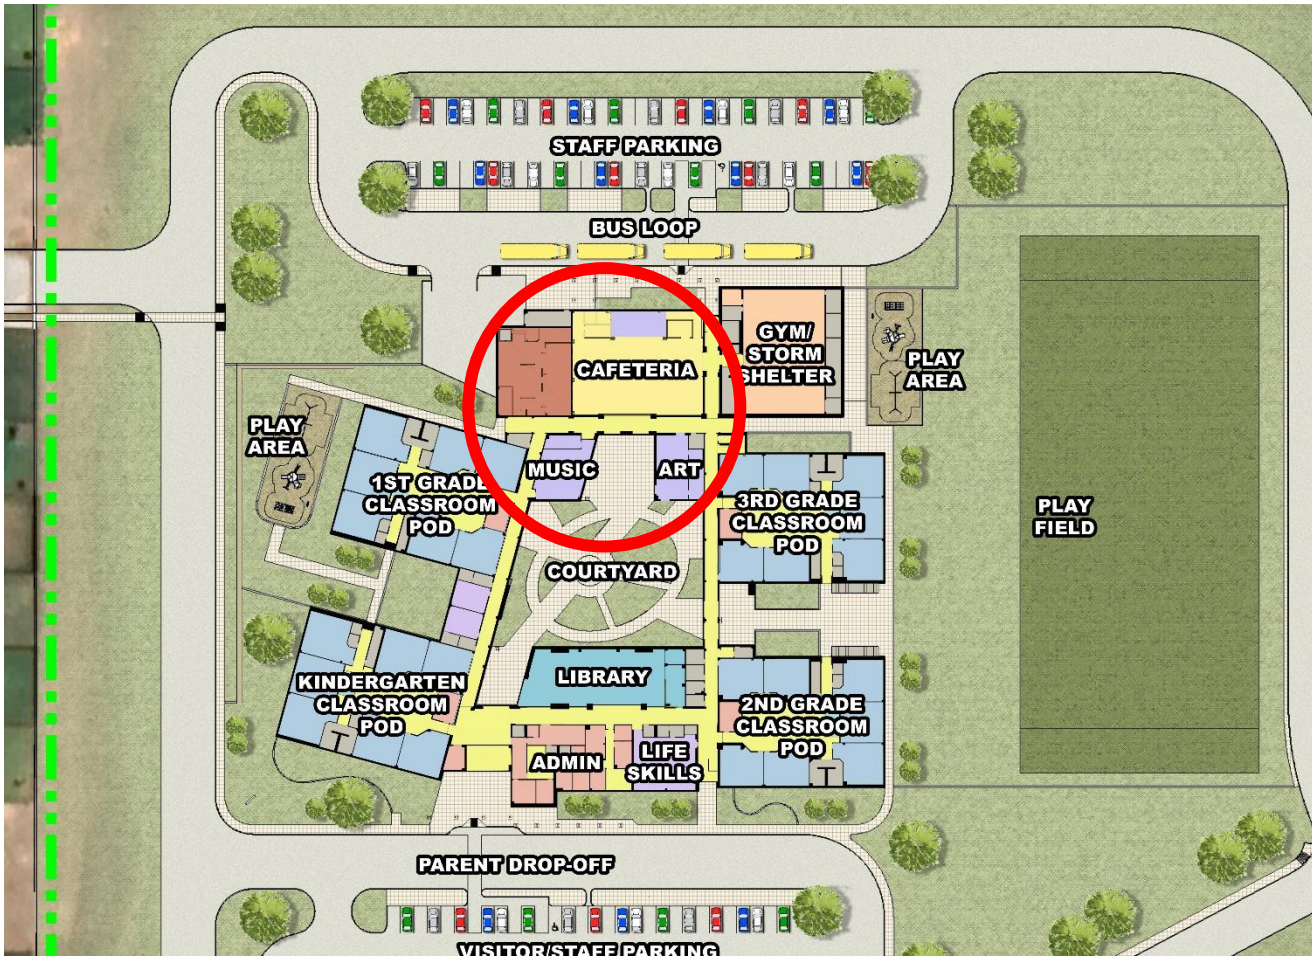 STAFF PARKING
BUS LOOP
CAFETERIA
GYM/
STORM
SHELTER
PLAY
AREA
PLAY
AREA
MUSIC
ART
1ST GRADE
CLASSROOM
POD
3RD GRADE
CLASSROOM
POD
PLAY
FIELD
COURTYARD
LIBRARY
KINDERGARTEN
CLASSROOM
POD
2ND GRADE
CLASSROOM
POD
ADMIN
LIFE
SKILLS
PARENT DROP-OFF
VISITOR/STAFF PARKING